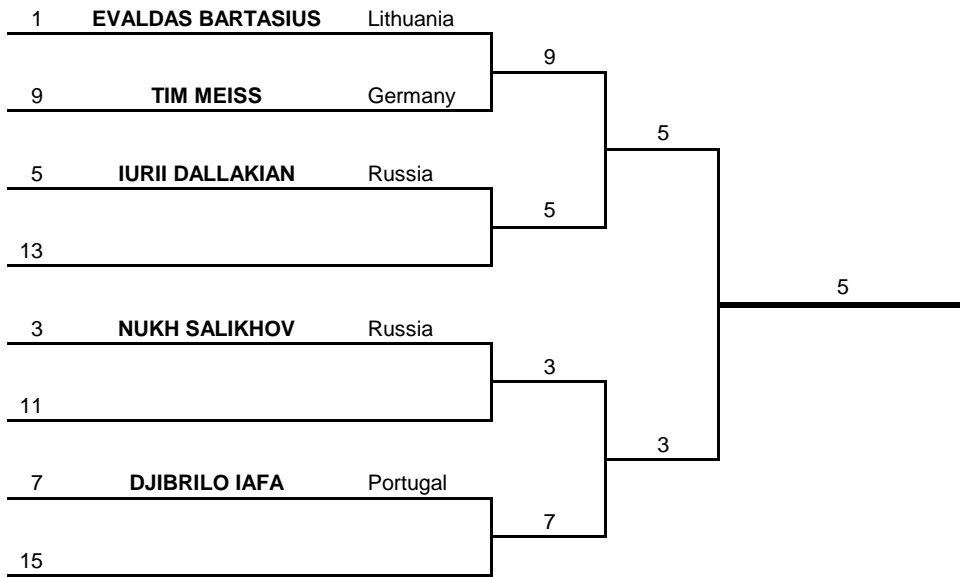 1 EVALDAS BARTASIUS Lithuania
9
9 TIM MEISS Germany
5
5 IURII DALLAKIAN Russia
5
13
5
3 NUKH SALIKHOV Russia
3
11
3
7 DJIBRILO IAFA Portugal
7
15